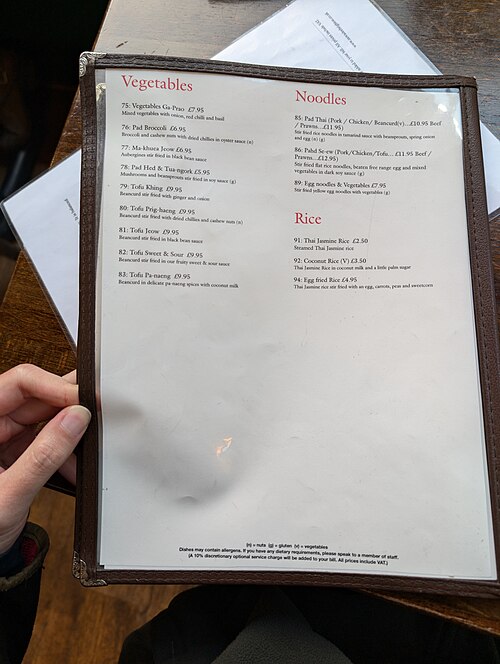 Vegetables
75: Vegetables Ga-Prao £7.95
Mixed vegetables with onion, red chilli and basil
76: Pad Broccoli £6.95
Broccoli and cashew nuts with dried chillies in oyster sauce (n)
77: Ma-khuea Jeow £6.95
Aubergines stir fried in black bean sauce
78: Pad Hed & Tua-ngork £5.95
Mushrooms and beansprouts stir fried in soy sauce (g)
79: Tofu Khing £9.95
Beancurd stir fried with ginger and onion
80: Tofu Prig-haeng £9.95
Beancurd stir fried with dried chillies and cashew nuts (n)
81: Tofu Jeow £9.95
Beancurd stir fried in black bean sauce
82: Tofu Sweet & Sour £9.95
Beancurd stir fried in our fruity sweet & sour sauce
83: Tofu Pa-naeng £9.95
Beancurd in delicate pa-naeng spices with coconut milk
Noodles
85: Pad Thai (Pork / Chicken/ Beancurd(v)...£10.95 Beef
/ Prawns...£11.95)
Stir fried rice noodles in tamarind sauce with beansprouts, spring onion
and egg (n)
86: Pahd Se-ew (Pork/Chicken/Tofu... £11.95 Beef /
Prawns...£12.95)
Stir fried flat rice noodles, beaten free range egg and mixed
vegetables in dark soy sauce (g)
89: Egg noodles & Vegetables £7.95
Stir fried yellow egg noodles with vegetables (g)
Rice
91: Thai Jasmine Rice £2.50
Steamed Thai Jasmine rice
92: Coconut Rice (V) £3.50
Thai Jasmine Rice in coconut milk and a little palm sugar
94: Egg fried Rice £4.95
Thai Jasmine rice stir fried with an egg, carrots, peas and sweetcorn
(n) = nuts (g) = gluten (v) = vegetables
Dishes may contain allergens. If you have any dietary requirements, please speak to a member of staff.
(A 10% discretionary optional service charge will be added to your bill. All prices include VAT.)